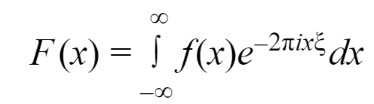 F(x) = ∫_{-∞}^{∞} f(x)e^{-2πixξ}dx